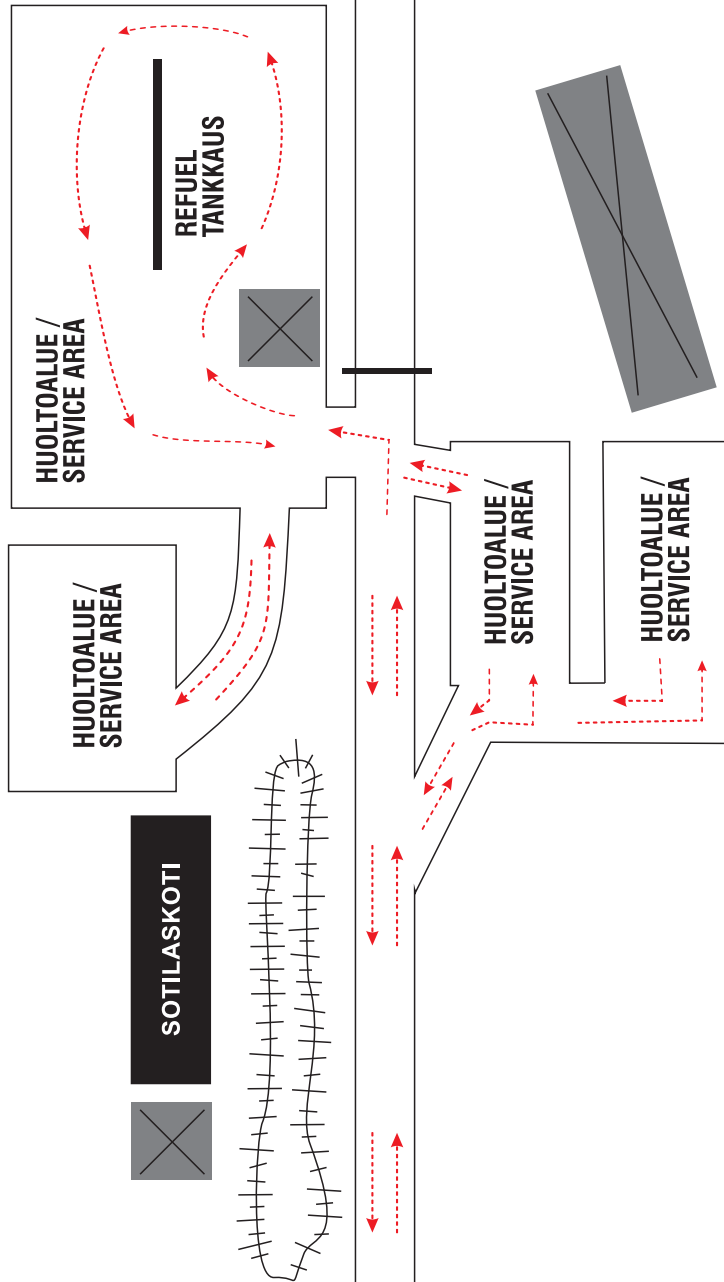 REFUEL
TANKKAUS
HUOLTOALUE /
SERVICE AREA
HUOLTOALUE /
SERVICE AREA
HUOLTOALUE /
SERVICE AREA
HUOLTOALUE /
SERVICE AREA
SOTILASKOTI